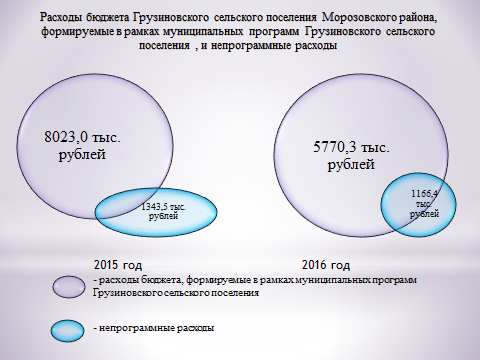 Расходы бюджета Грузиновского сельского поселения Морозовского района,
формируемые в рамках муниципальных программ Грузиновского сельского
поселения , и непрограммные расходы
8023,0 тыс.
рублей
1343,5 тыс.
рублей
5770,3 тыс.
рублей
1166,4
тыс.
рублей
2015 год
2016 год
- расходы бюджета, формируемые в рамках муниципальных программ
Грузиновского сельского поселения
- непрограммные расходы